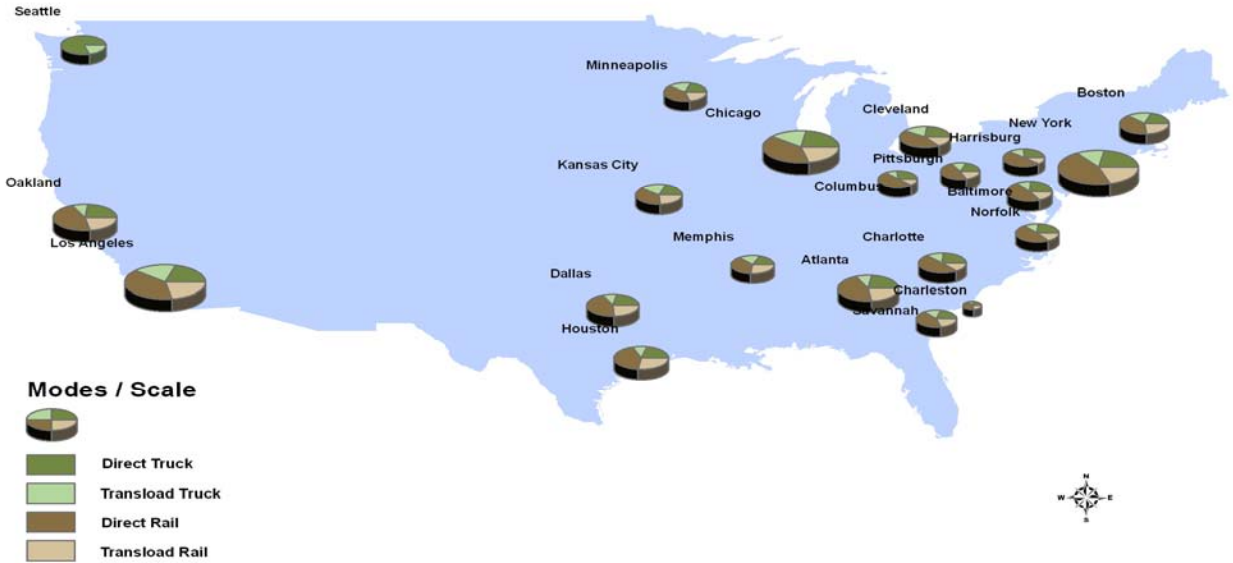 Seattle
Minneapolis
Chicago
Cleveland
Boston
New York
Harrisburg
Pittsburgh
Kansas City
Oakland
Columbus
Baltimore
Norfolk
Los Angeles
Memphis
Charlotte
Atlanta
Dallas
Charleston
Savannah
Houston
Modes / Scale
Direct Truck
Transload Truck
Direct Rail
Transload Rail
N
W
E
S